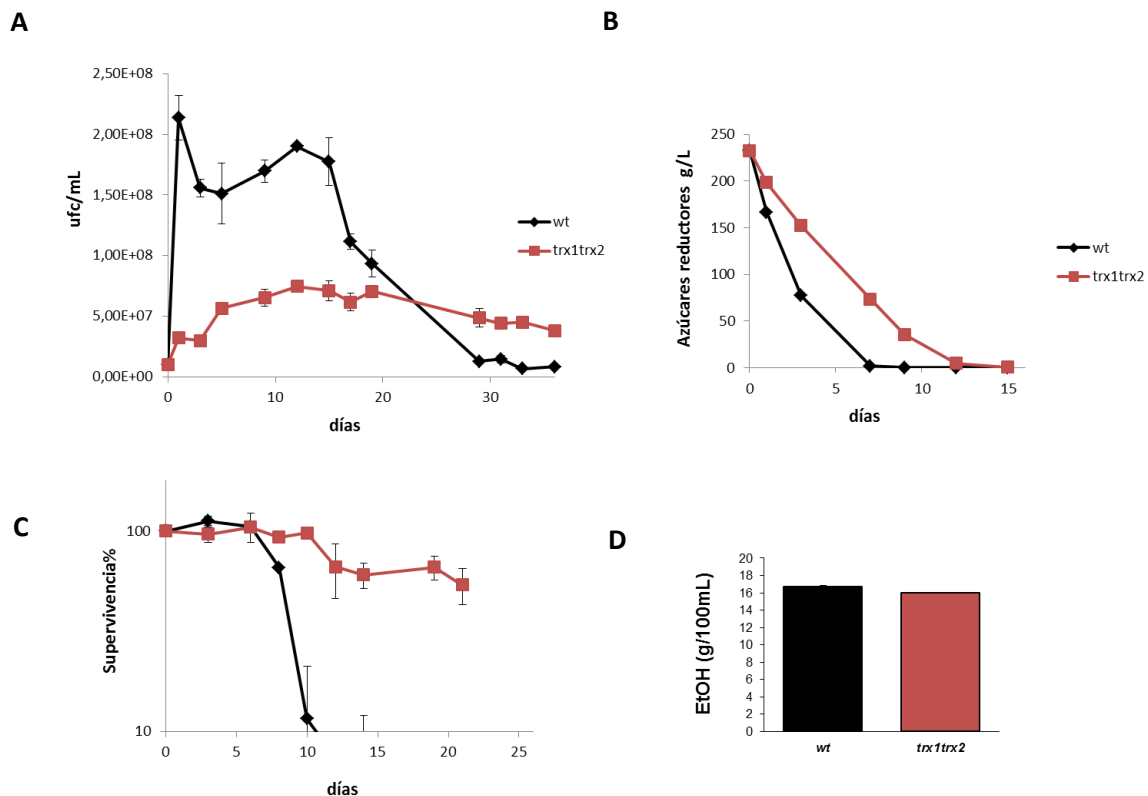 A
2,50E+08
2,00E+08
1,50E+08
1,00E+08
5,00E+07
0,00E+00
ufc/mL
0 10 20 30
días
wt
trx1trx2
B
250
200
150
100
50
0
Azúcares reductores g/L
0 5 10 15
días
wt
trx1trx2
C
100
10
Supervivencia%
0 5 10 15 20 25
días
D
20
18
16
14
12
10
8
6
4
2
0
EtOH (g/100mL)
wt trx1trx2